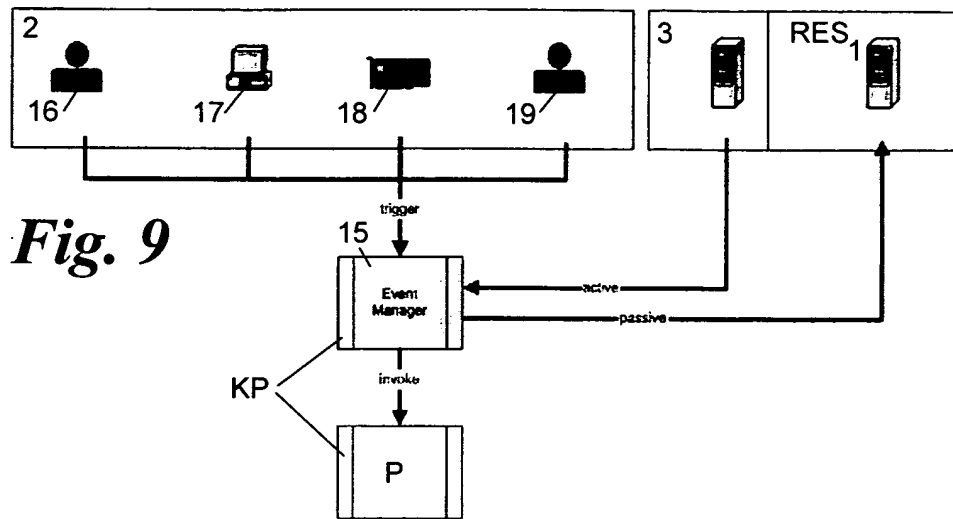 2
3
RES1
16
17
18
19
trigger
Fig. 9
15
Event
Manager
active
passive
KP
invoke
P